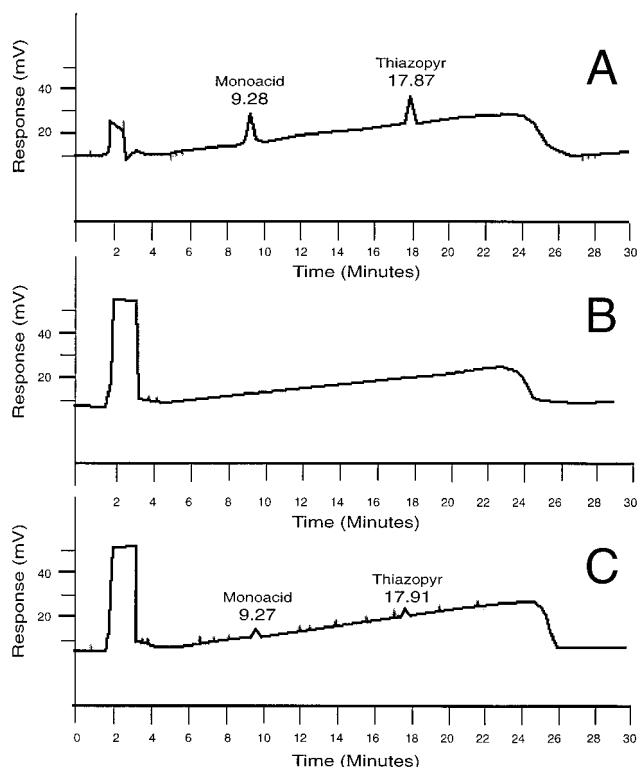 A
Response (mV)
40
20
Monoacid
9.28
Thiazopyr
17.87
2 4 6 8 10 12 14 16 18 20 22 24 26 28 30
Time (Minutes)
B
Response (mV)
40
20
2 4 6 8 10 12 14 16 18 20 22 24 26 28 30
Time (Minutes)
C
Response (mV)
40
20
Monoacid
9.27
Thiazopyr
17.91
0 2 4 6 8 10 12 14 16 18 20 22 24 26 28 30
Time (Minutes)